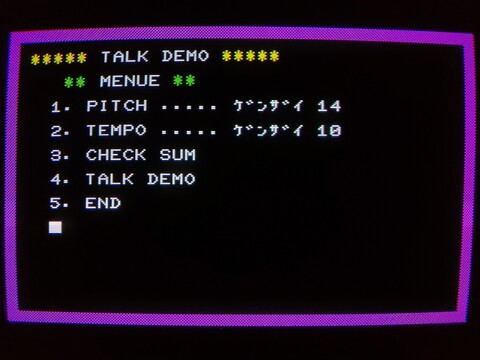 ***** TALK DEMO *****
** MENUE **
1. PITCH ..... ｹﾞﾝｻﾞｲ 14
2. TEMPO ..... ｹﾞﾝｻﾞｲ 10
3. CHECK SUM
4. TALK DEMO
5. END